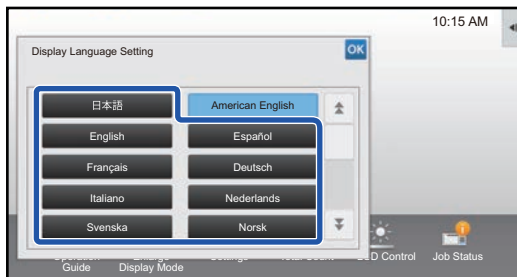 10:15 AM
Display Language Setting
OK
日本語
American English
English
Español
Français
Deutsch
Italiano
Nederlands
Svenska
Norsk
Guide
Display Mode
Control
Job Status